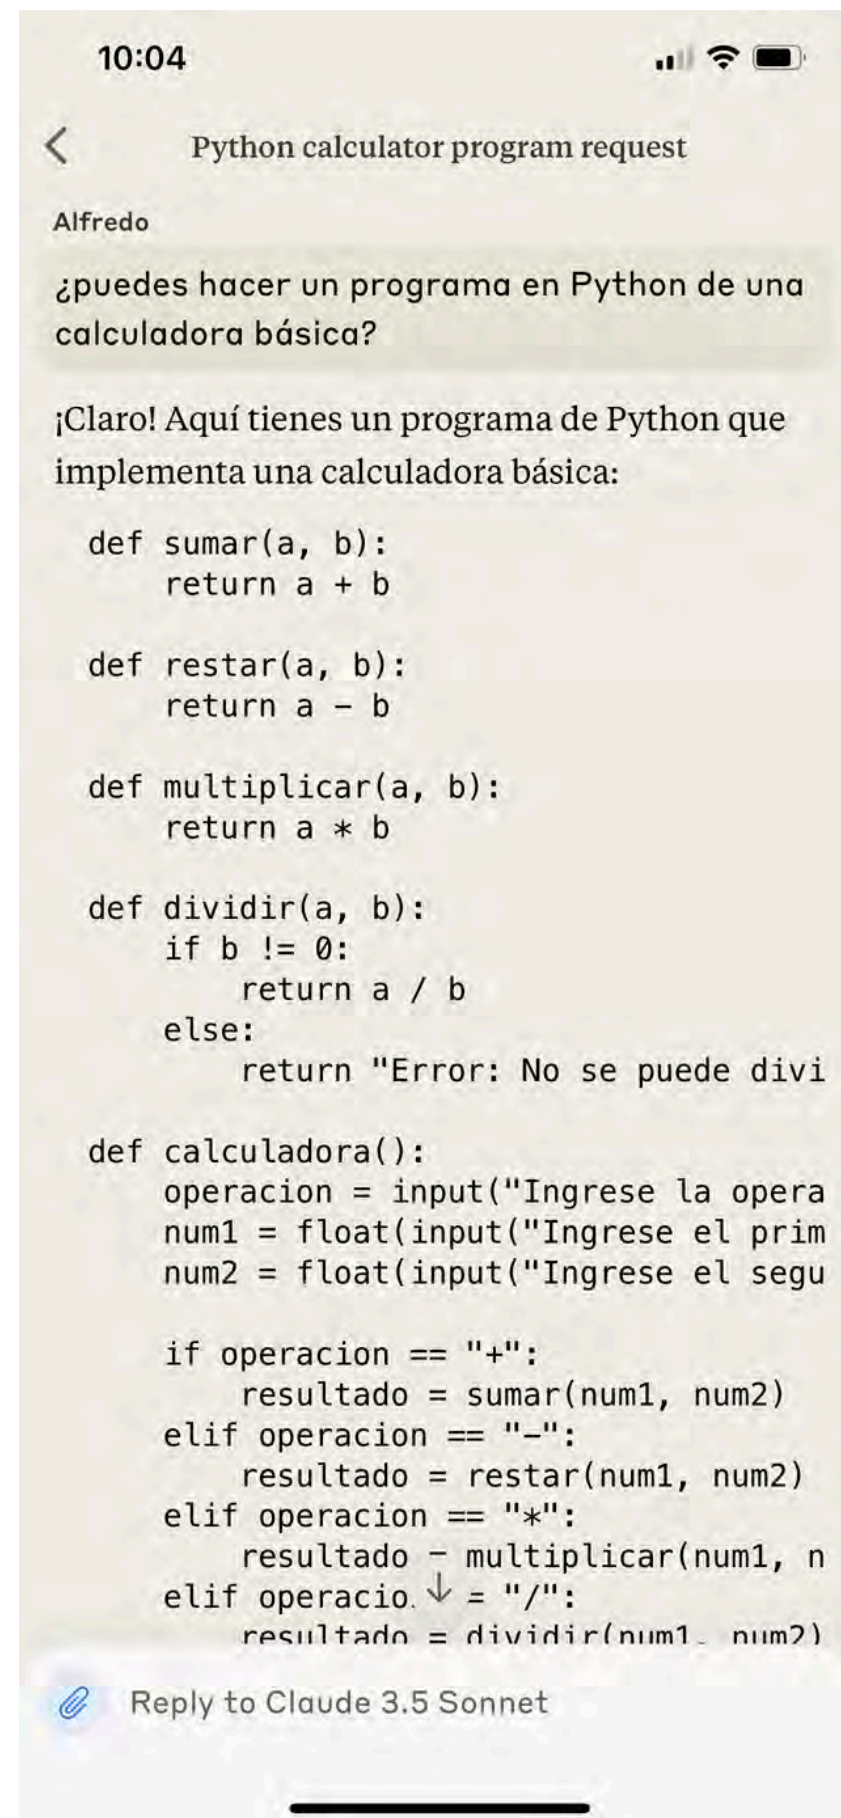 10:04
Python calculator program request
Alfredo
¿puedes hacer un programa en Python de una
calculadora básica?
¡Claro! Aquí tienes un programa de Python que
implementa una calculadora básica:
def sumar(a, b):
    return a + b
def restar(a, b):
    return a - b
def multiplicar(a, b):
    return a * b
def dividir(a, b):
    if b != 0:
        return a / b
    else:
        return "Error: No se puede divi
def calculadora():
    operacion = input("Ingrese la opera
    num1 = float(input("Ingrese el prim
    num2 = float(input("Ingrese el segu
    if operacion == "+":
        resultado = sumar(num1, num2)
    elif operacion == "-":
        resultado = restar(num1, num2)
    elif operacion == "*":
        resultado = multiplicar(num1, n
    elif operacio = "/":
        resultado = dividir(num1, num2)
Reply to Claude 3.5 Sonnet